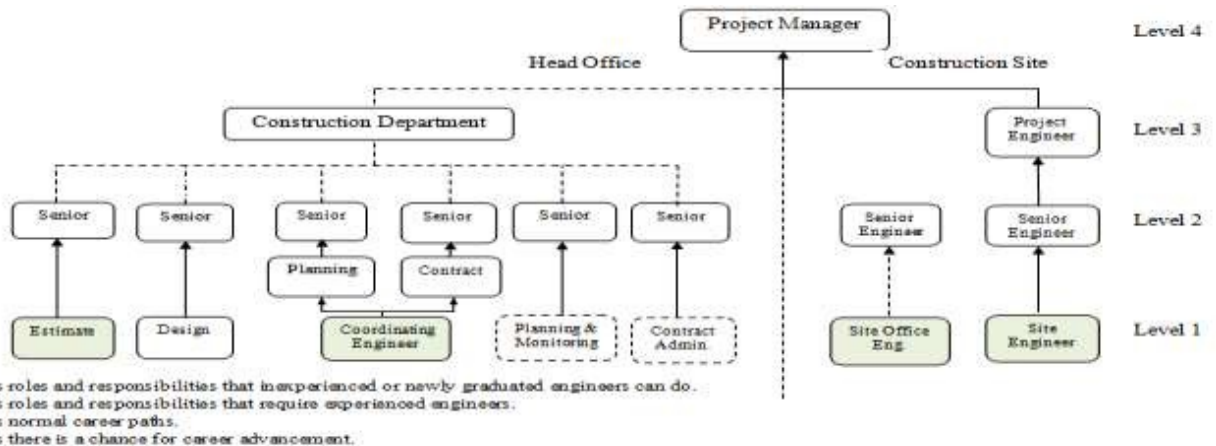 Project Manager
Level 4
Head Office
Construction Site
Construction Department
Project
Engineer
Level 3
Senior
Senior
Senior
Senior
Senior
Senior
Senior
Engineer
Senior
Engineer
Level 2
Planning
Contract
Estimate
Design
Coordinating
Engineer
Planning &
Monitoring
Contract
Admin.
Site Office
Eng.
Site
Engineer
Level 1
s roles and responsibilities that inexperienced or newly graduated engineers can do.
s roles and responsibilities that require experienced engineers.
s normal career paths.
s there is a chance for career advancement.